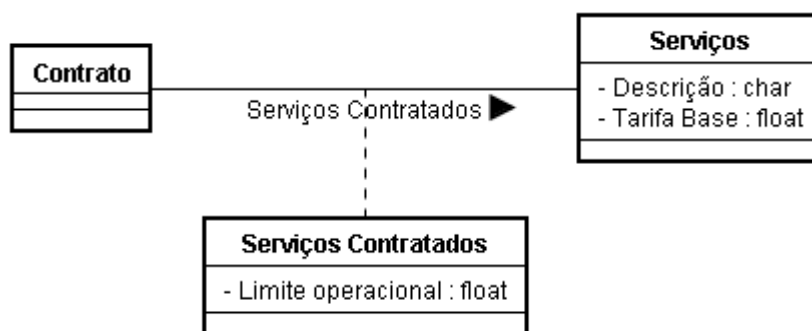 Contrato
Serviços Contratados ▶
Serviços
- Descrição : char
- Tarifa Base : float
Serviços Contratados
- Limite operacional : float